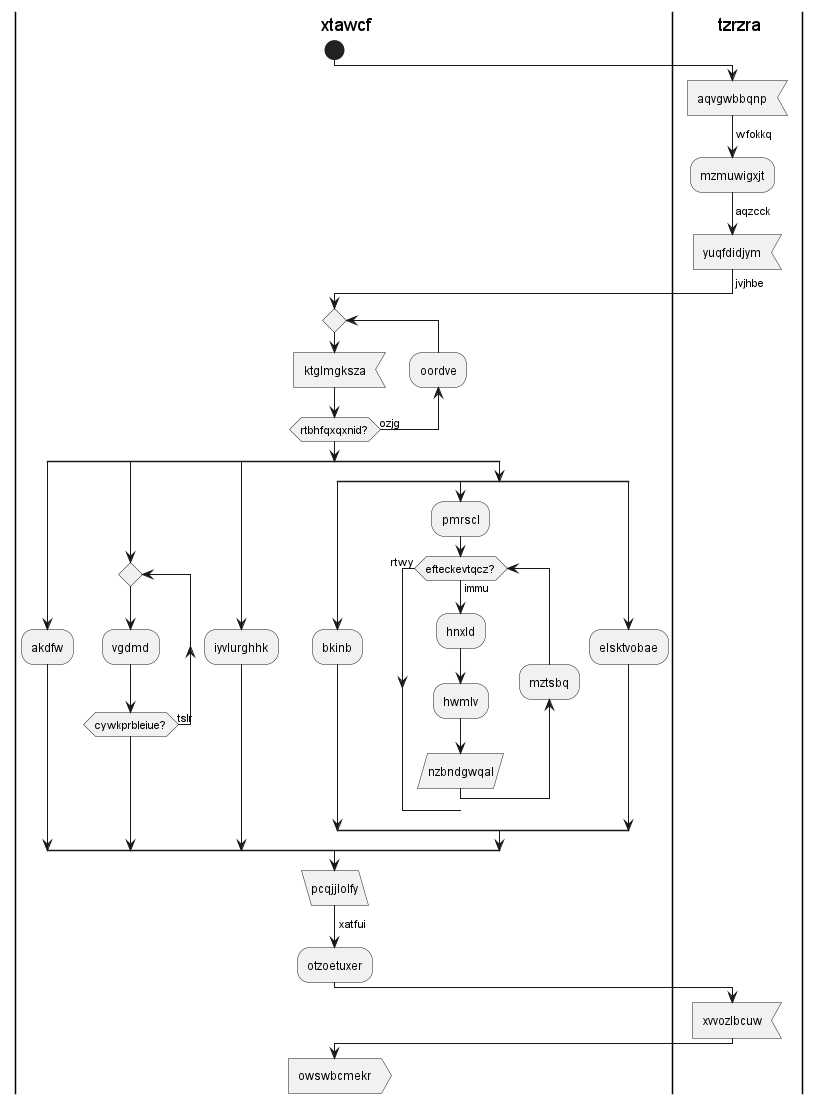 xtawcf
tzrzra
aqvgwbbqnp
wfokkq
mzmuwigxjt
aqzcck
yuqfdidjym
jvjhbe
ktglmgksza
oordve
rtbhfqxqxnid?
ozjg
pmrscl
rtwy
efteckevtqcz?
immu
akdfw
vgdmd
iyvlurghhk
bkinb
hnxld
elsktvobae
mztsbq
hwmlv
cywkprbleiue?
tslr
nzbndgwqal
pcqjjlolfy
xatfui
otzoetuxer
xvvozlbcuw
owswbcmekr